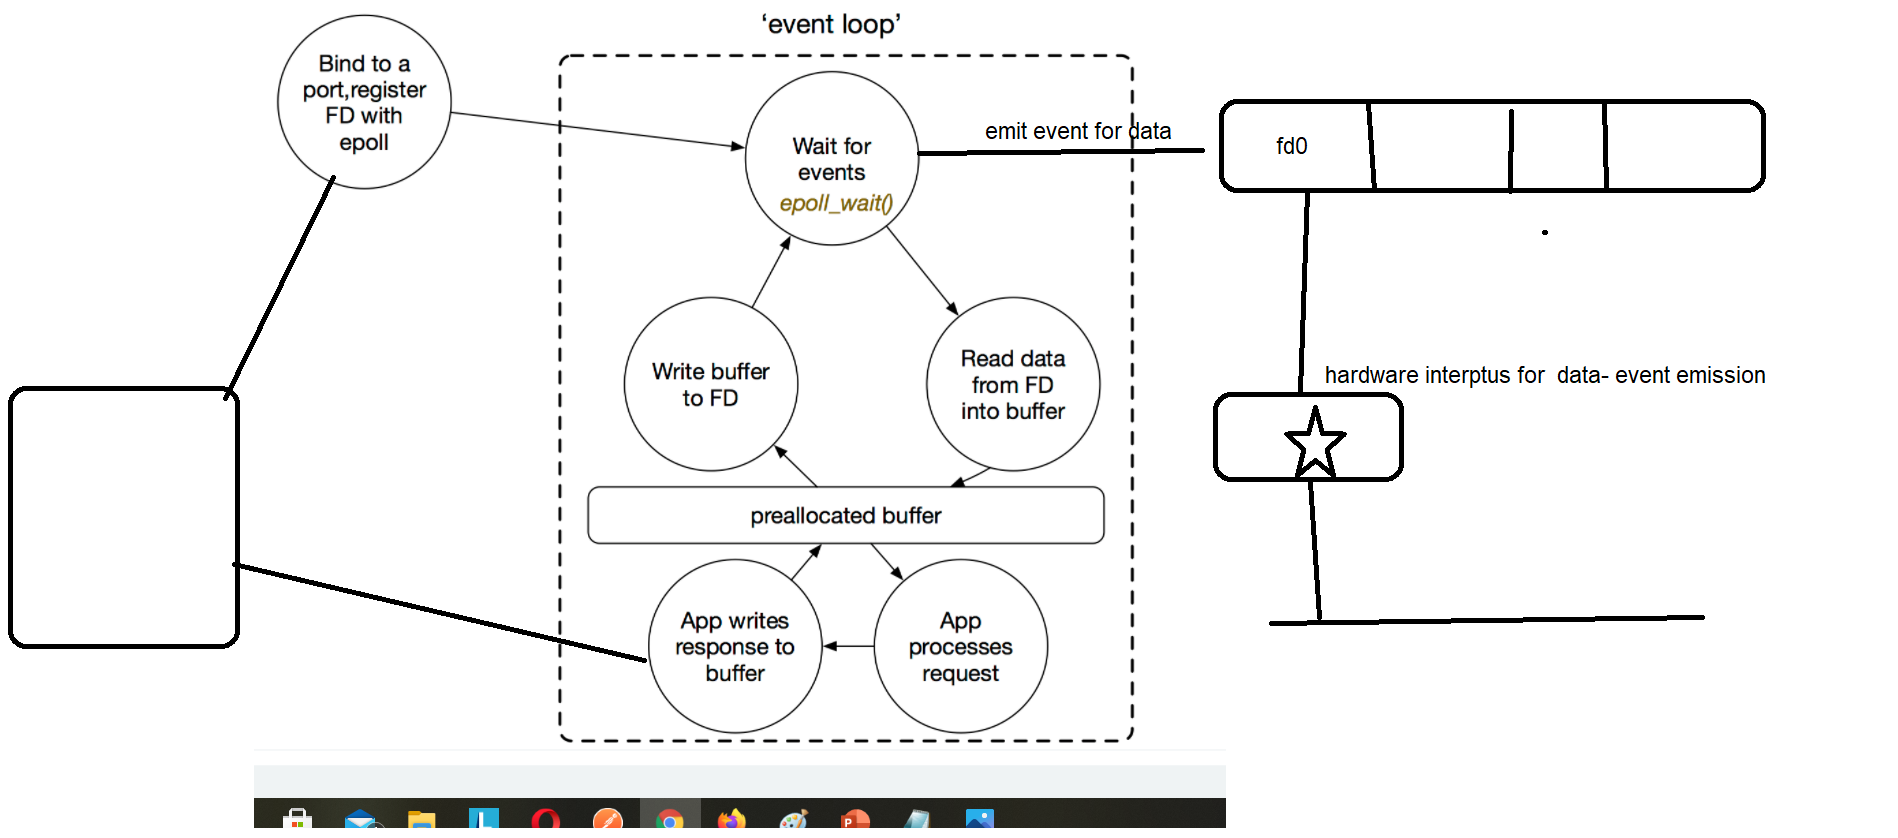 ‘event loop’
Bind to a
port,register
FD with
epoll
Wait for
events
epoll_wait()
emit event for data
fd0
Write buffer
to FD
Read data
from FD
into buffer
hardware interptus for  data- event emission
preallocated buffer
App writes
response to
buffer
App
processes
request